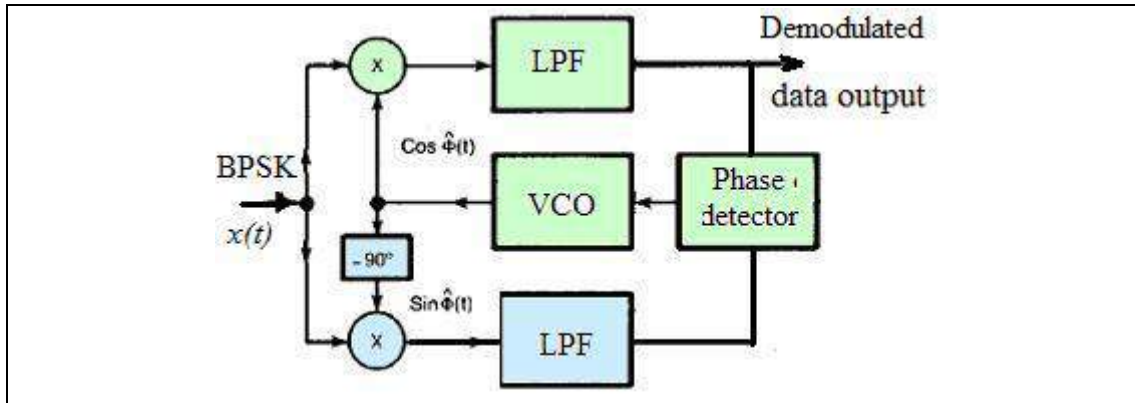 Demodulated
data output
X
LPF
Cos Φ̂(t)
BPSK
x(t)
VCO
Phase
detector
- 90°
Sin Φ̂(t)
X
LPF